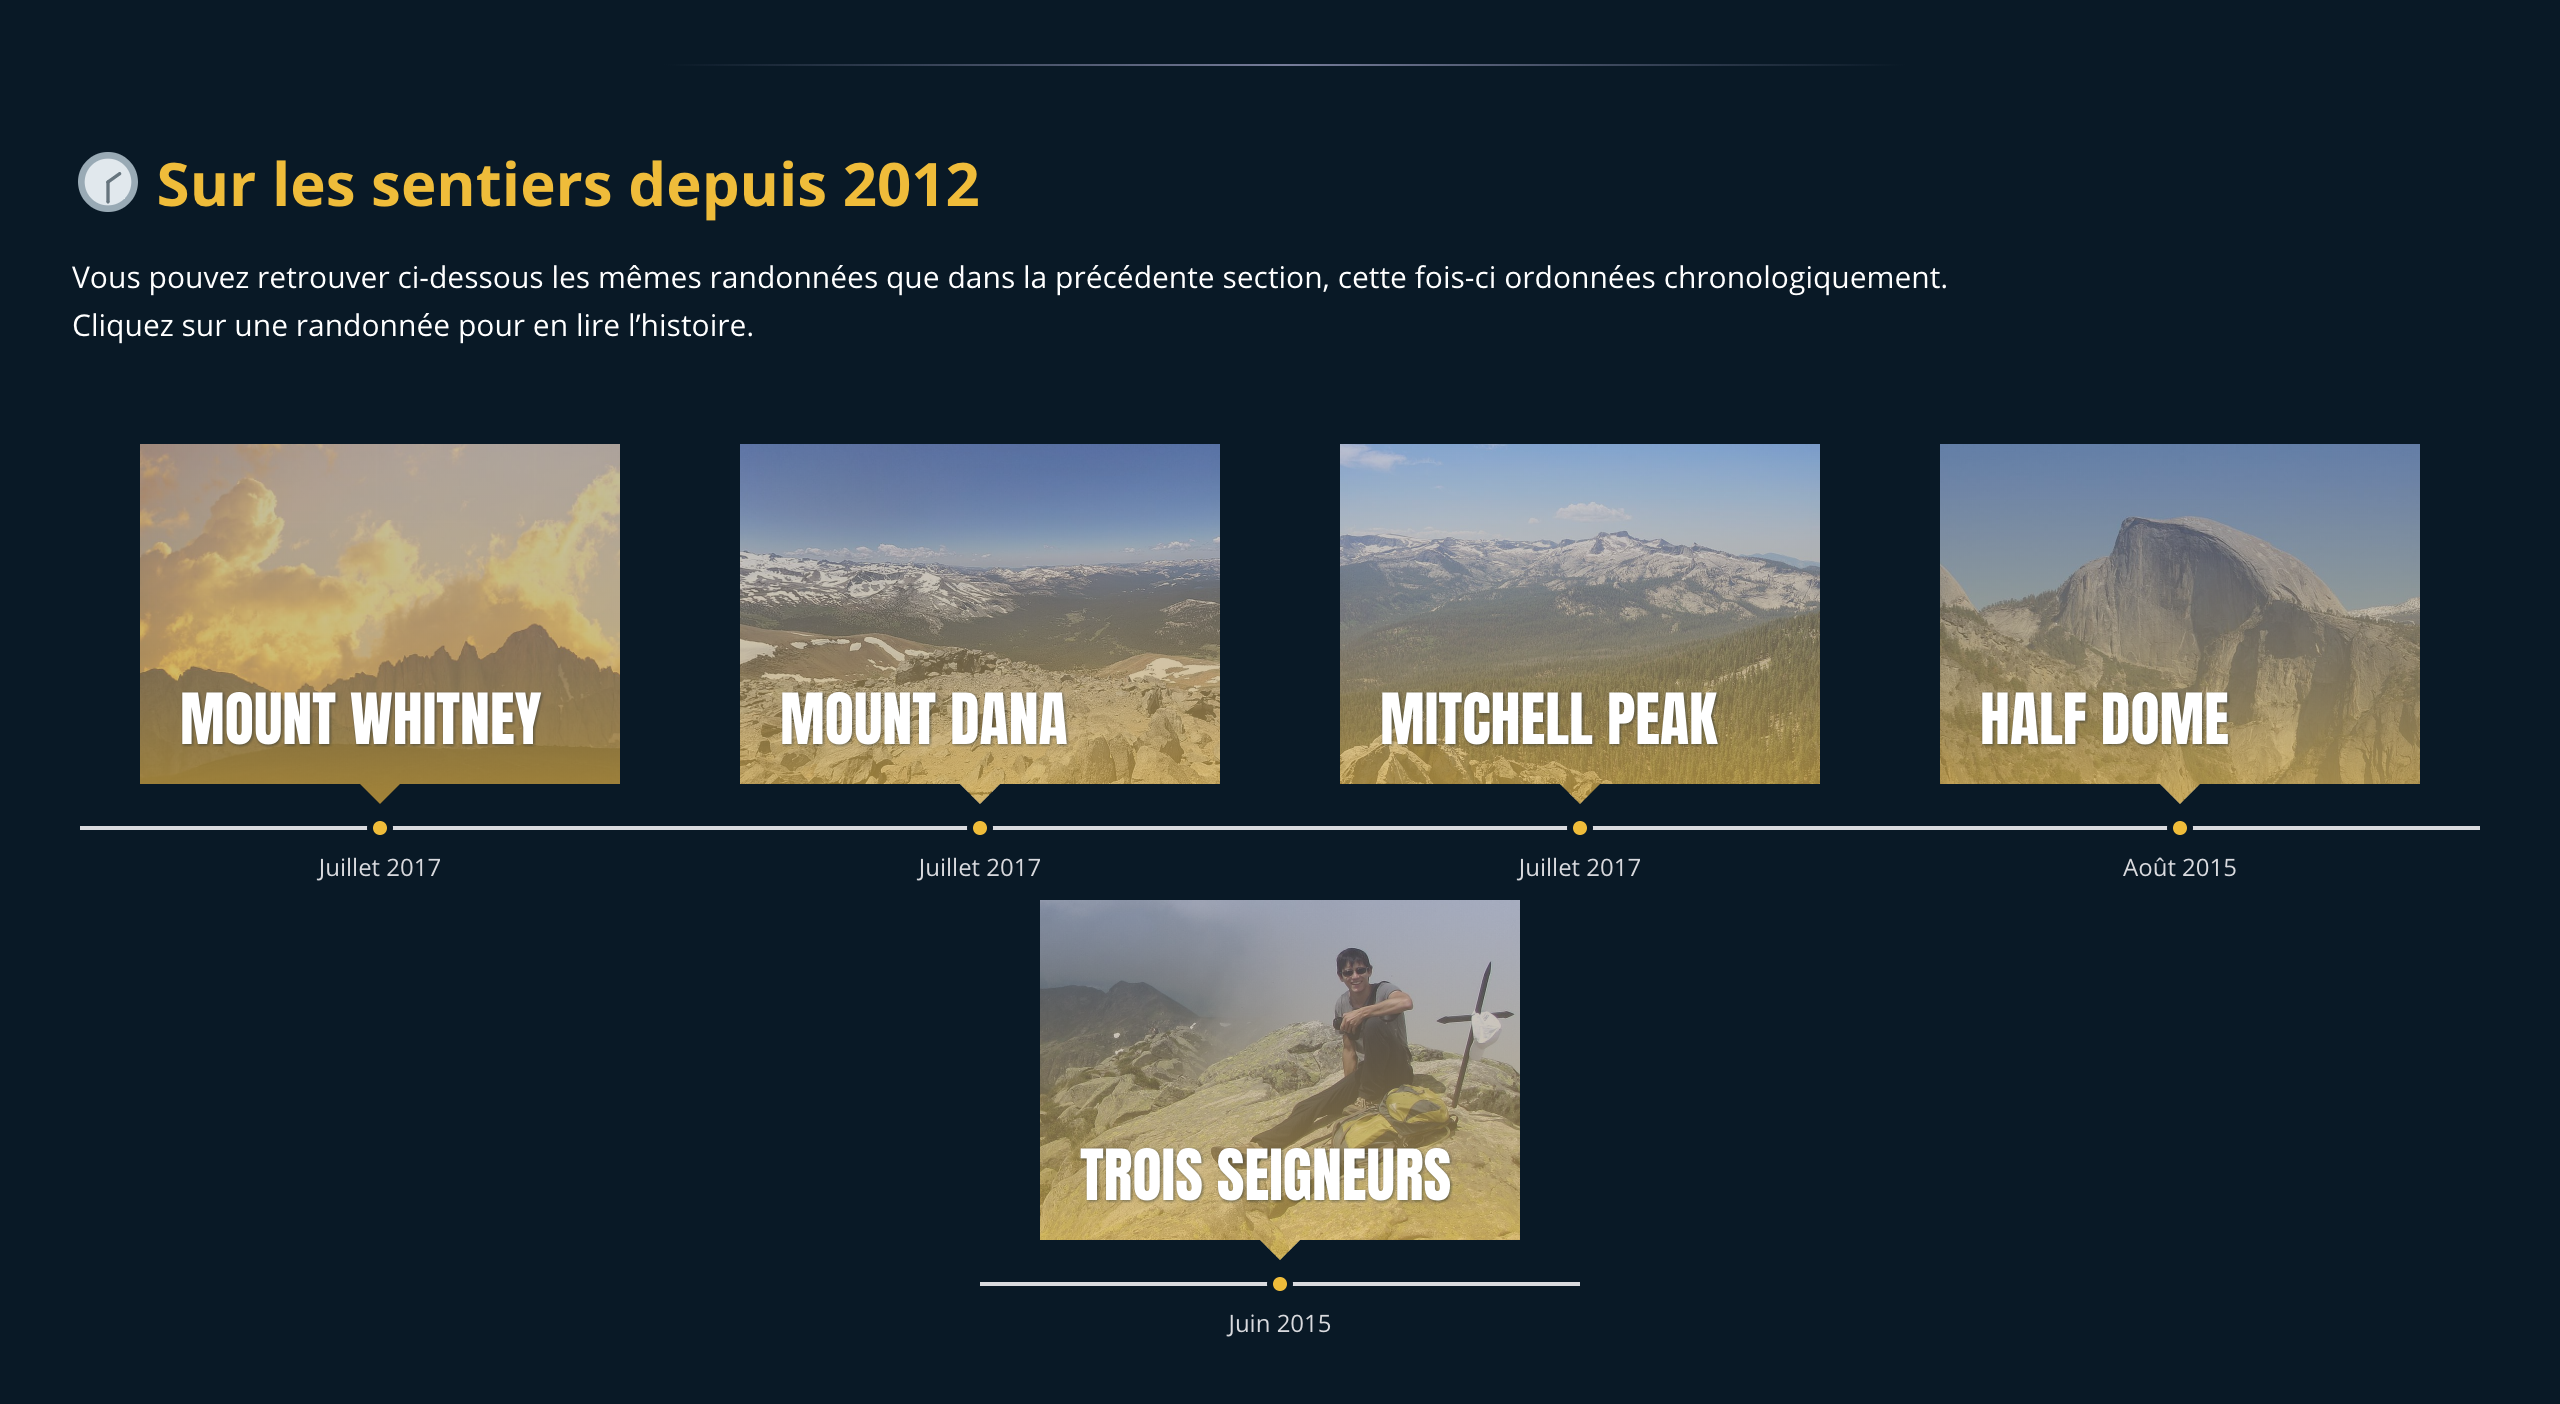 Sur les sentiers depuis 2012
Vous pouvez retrouver ci-dessous les mêmes randonnées que dans la précédente section, cette fois-ci ordonnées chronologiquement.
Cliquez sur une randonnée pour en lire l’histoire.
MOUNT WHITNEY
Juillet 2017
MOUNT DANA
Juillet 2017
MITCHELL PEAK
Juillet 2017
HALF DOME
Août 2015
TROIS SEIGNEURS
Juin 2015